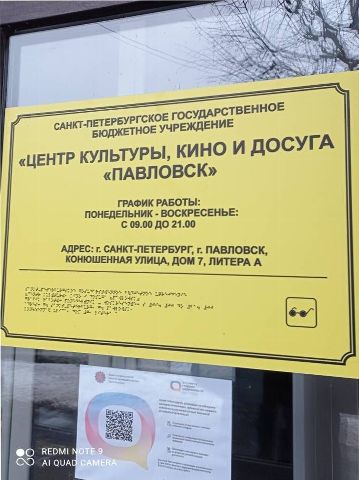 САНКТ-ПЕТЕРБУРГСКОЕ ГОСУДАРСТВЕННОЕ
БЮДЖЕТНОЕ УЧРЕЖДЕНИЕ
«ЦЕНТР КУЛЬТУРЫ, КИНО И ДОСУГА
«ПАВЛОВСК»
ГРАФИК РАБОТЫ:
ПОНЕДЕЛЬНИК - ВОСКРЕСЕНЬЕ:
С 09.00 ДО 21.00
АДРЕС: г. САНКТ-ПЕТЕРБУРГ, г. ПАВЛОВСК,
КОНЮШЕННАЯ УЛИЦА, ДОМ 7, ЛИТЕРА А
REDMI NOTE 9
AI QUAD CAMERA